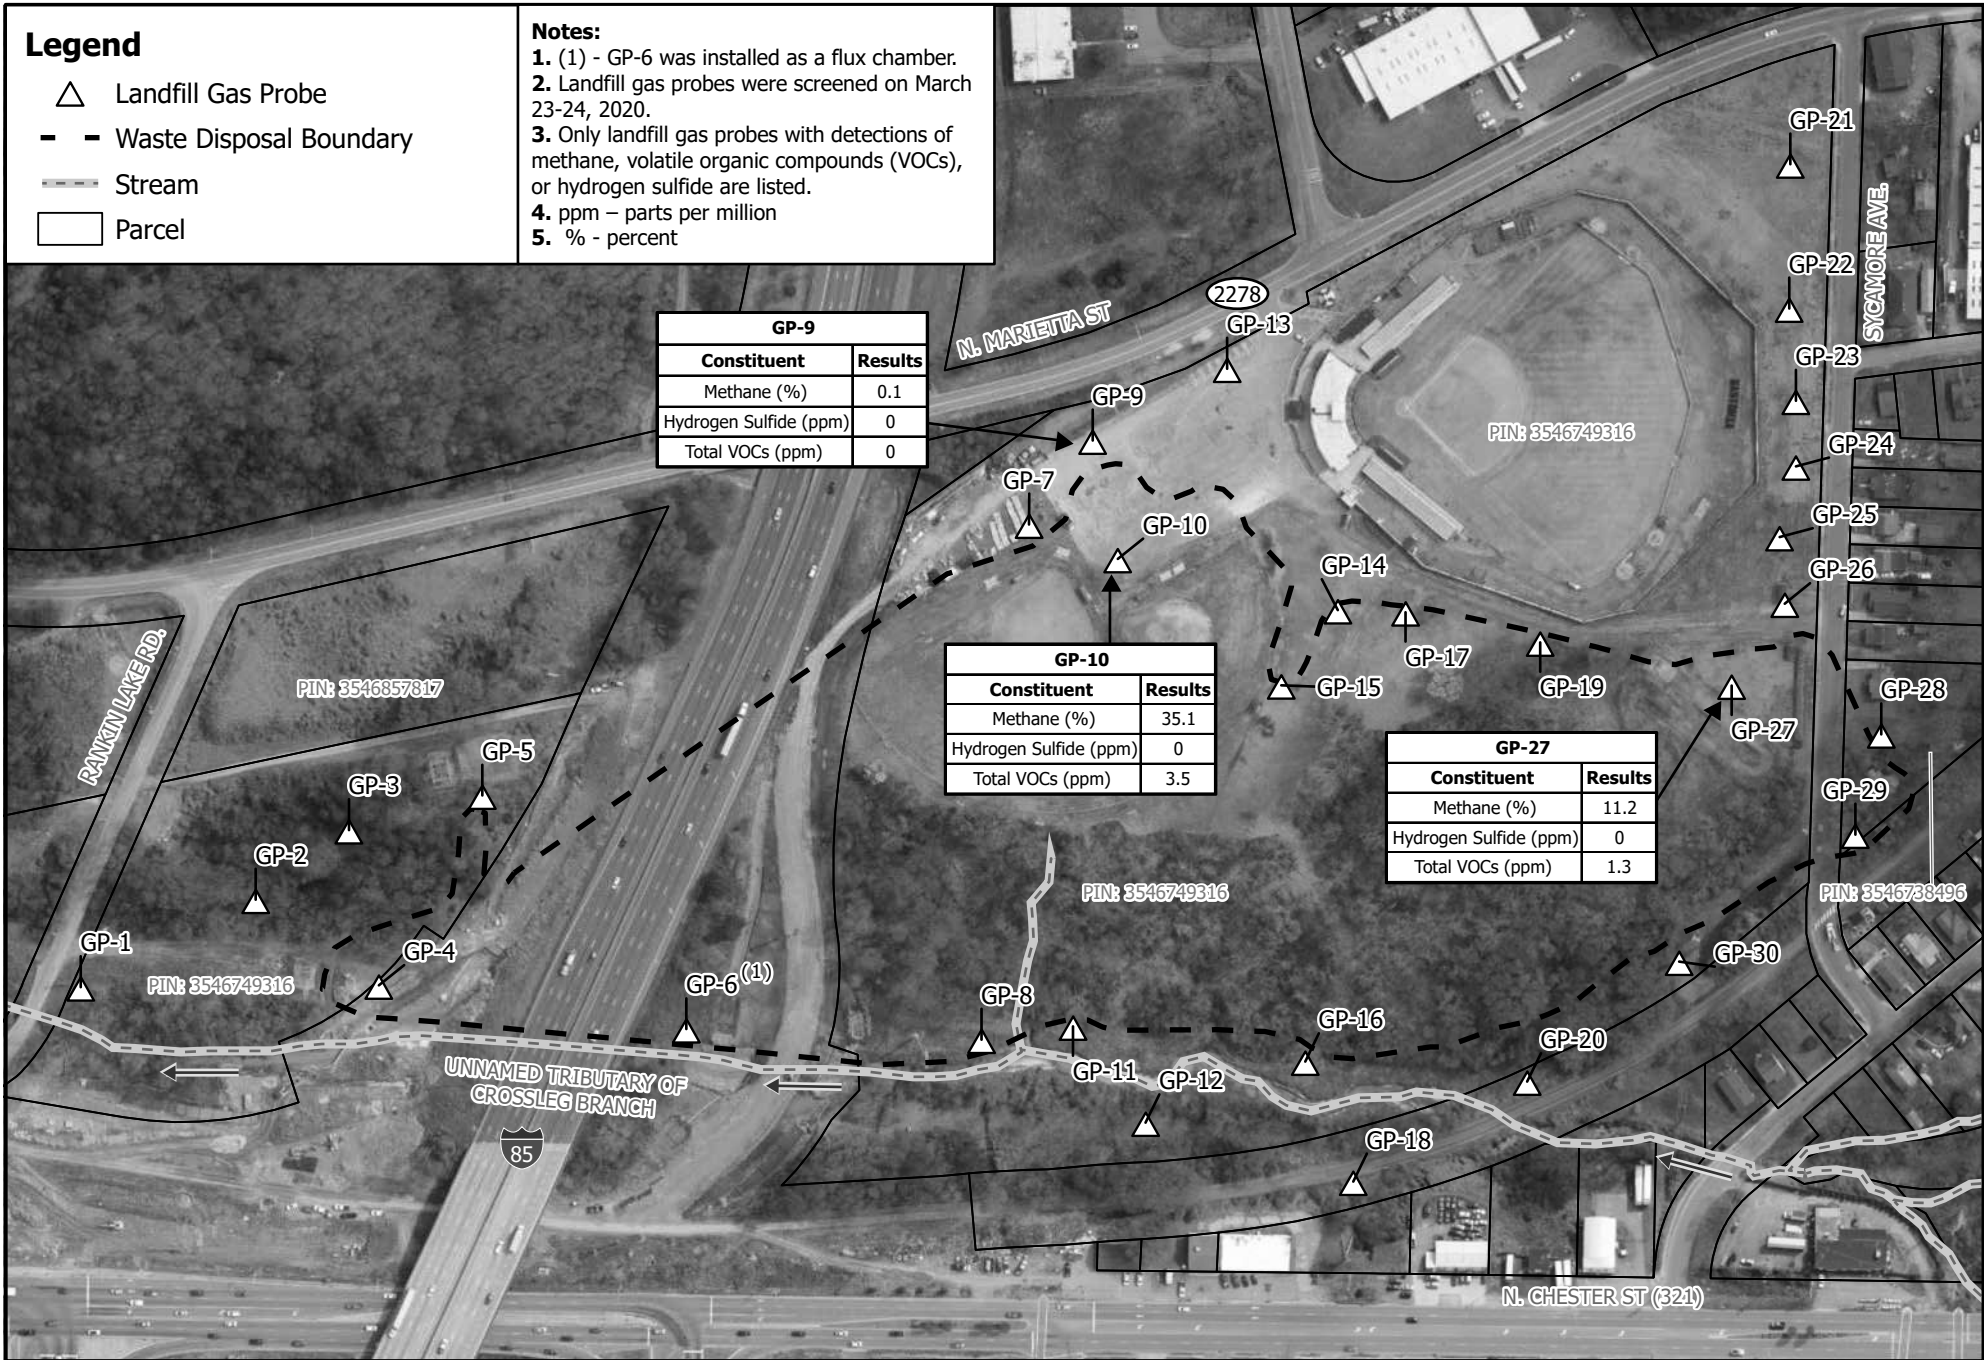 Legend
Landfill Gas Probe
Waste Disposal Boundary
Stream
Parcel
Notes:
1. (1) - GP-6 was installed as a flux chamber.
2. Landfill gas probes were screened on March
23-24, 2020.
3. Only landfill gas probes with detections of
methane, volatile organic compounds (VOCs),
or hydrogen sulfide are listed.
4. ppm – parts per million
5. % - percent
GP-21
SYCAMORE AVE.
GP-22
2278
N. MARIETTA ST
GP-13
GP-9
Constituent Results
Methane (%) 0.1
Hydrogen Sulfide (ppm) 0
Total VOCs (ppm) 0
GP-23
GP-9
PIN: 3546749316
GP-24
GP-7
GP-10
GP-25
GP-14
GP-26
GP-17
GP-15
GP-19
GP-28
GP-27
RANKIN LAKE RD.
PIN: 3546857817
GP-10
Constituent Results
Methane (%) 35.1
Hydrogen Sulfide (ppm) 0
Total VOCs (ppm) 3.5
GP-27
Constituent Results
Methane (%) 11.2
Hydrogen Sulfide (ppm) 0
Total VOCs (ppm) 1.3
GP-5
GP-3
GP-29
GP-2
PIN: 3546749316
PIN: 3546738496
GP-1
GP-4
GP-30
PIN: 3546749316
GP-6 (1)
GP-8
GP-16
GP-20
GP-11
GP-12
UNNAMED TRIBUTARY OF
CROSSLEG BRANCH
GP-18
85
N. CHESTER ST (321)